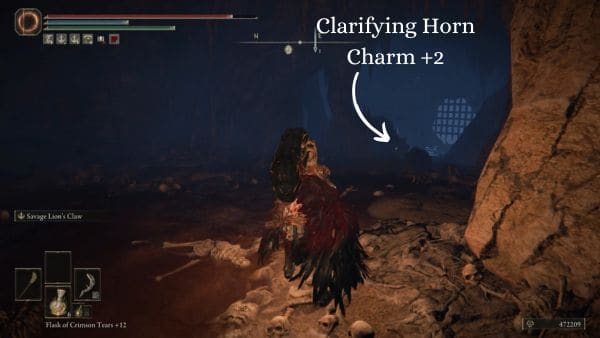 N
Clarifying Horn
Charm +2
Savage Lion's Claw
Flask of Crimson Tears +12
472209